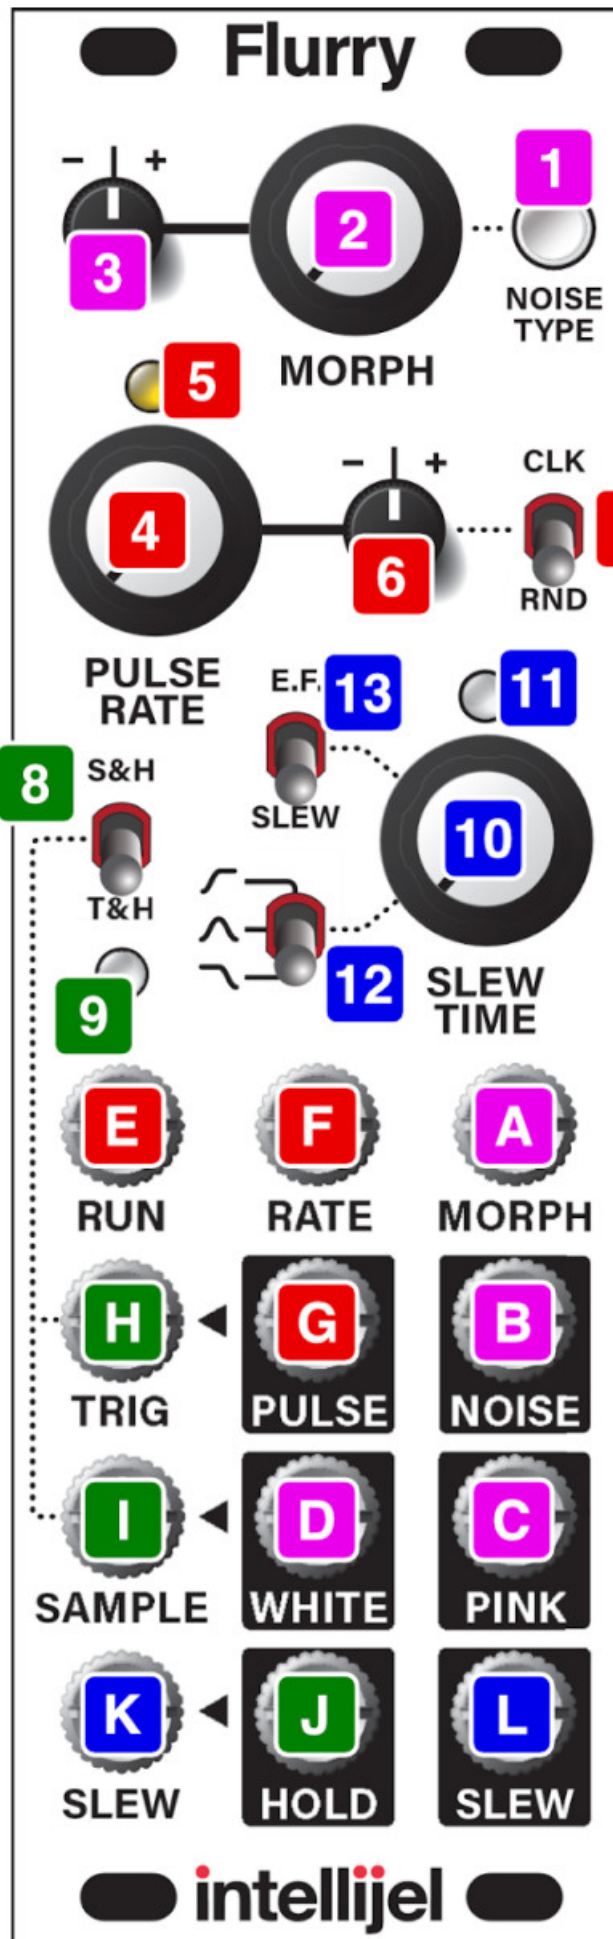 Flurry
- +
1
2
3
NOISE
TYPE
MORPH
5
- +
CLK
4
6
RND
PULSE
RATE
E.F.
13
11
8
S&H
SLEW
10
T&H
12
SLEW
TIME
9
E F A
RUN RATE MORPH
H G B
TRIG PULSE NOISE
I D C
SAMPLE WHITE PINK
K J L
SLEW HOLD SLEW
intellijel